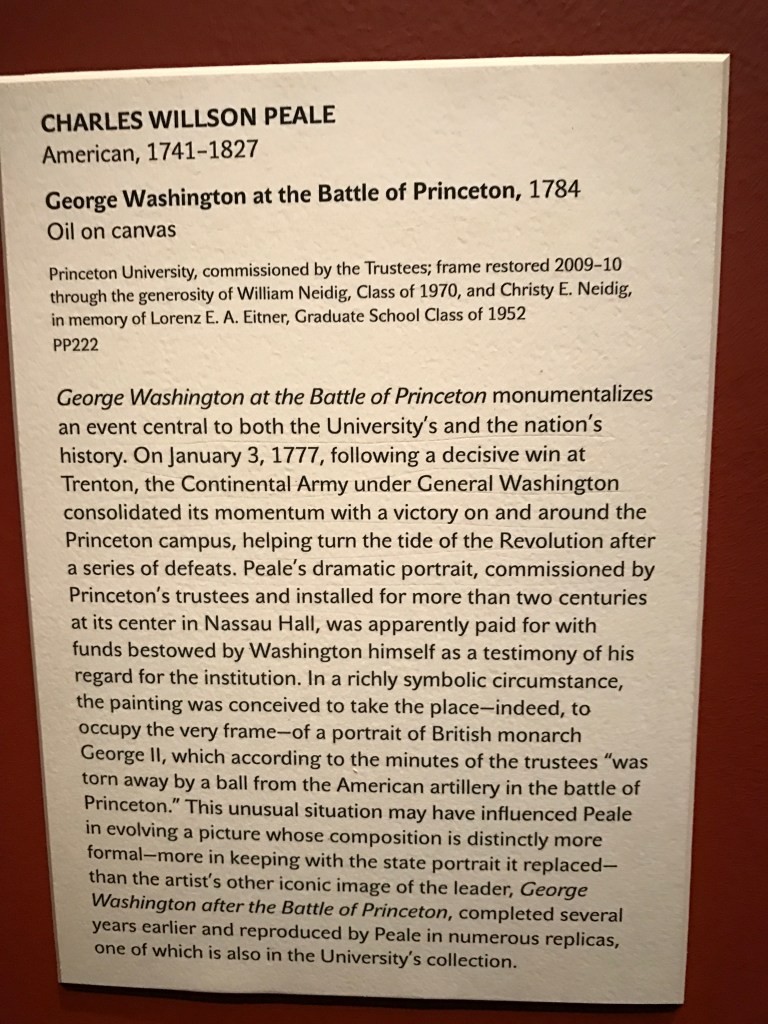 CHARLES WILLSON PEALE
American, 1741–1827
George Washington at the Battle of Princeton, 1784
Oil on canvas
Princeton University, commissioned by the Trustees; frame restored 2009–10
through the generosity of William Neidig, Class of 1970, and Christy E. Neidig,
in memory of Lorenz E. A. Eitner, Graduate School Class of 1952
PP222
George Washington at the Battle of Princeton monumentalizes
an event central to both the University's and the nation's
history. On January 3, 1777, following a decisive win at
Trenton, the Continental Army under General Washington
consolidated its momentum with a victory on and around the
Princeton campus, helping turn the tide of the Revolution after
a series of defeats. Peale's dramatic portrait, commissioned by
Princeton's trustees and installed for more than two centuries
at its center in Nassau Hall, was apparently paid for with
funds bestowed by Washington himself as a testimony of his
regard for the institution. In a richly symbolic circumstance,
the painting was conceived to take the place—indeed, to
occupy the very frame—of a portrait of British monarch
George II, which according to the minutes of the trustees “was
torn away by a ball from the American artillery in the battle of
Princeton.” This unusual situation may have influenced Peale
in evolving a picture whose composition is distinctly more
formal—more in keeping with the state portrait it replaced—
than the artist's other iconic image of the leader, George
Washington after the Battle of Princeton, completed several
years earlier and reproduced by Peale in numerous replicas,
one of which is also in the University's collection.